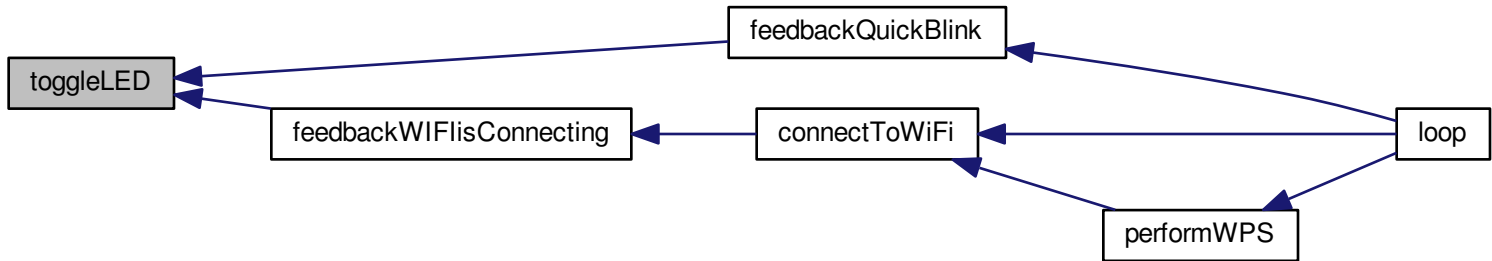 feedbackQuickBlink
toggleLED
feedbackWIFIisConnecting
connectToWiFi
loop
performWPS